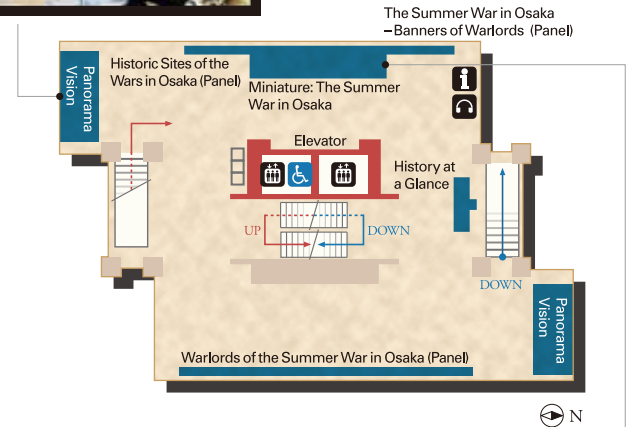 The Summer War in Osaka
–Banners of Warlords (Panel)
Historic Sites of the
Wars in Osaka (Panel)
Panorama
Vision
Miniature: The Summer
War in Osaka
i
Elevator
History at
a Glance
UP
DOWN
DOWN
Panorama
Vision
Warlords of the Summer War in Osaka (Panel)
N